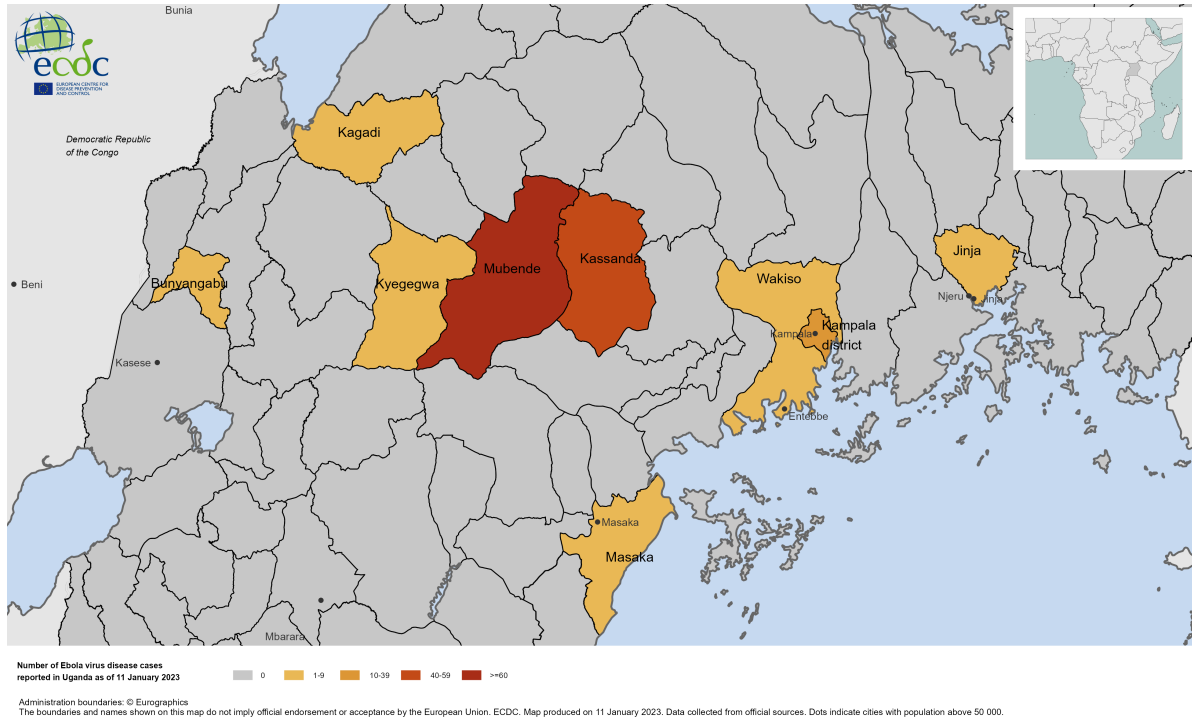 Bunia
ecdc
EUROPEAN CENTRE FOR
DISEASE PREVENTION
AND CONTROL
Democratic Republic
of the Congo
Kagadi
Beni
Bunyangabu
Kyegegwa
Mubende
Kassanda
Wakiso
Jinja
Njeru
Jinja
Kampala
Kampala
district
Kasese
Entebbe
Masaka
Masaka
Mbarara
Number of Ebola virus disease cases
reported in Uganda as of 11 January 2023
0 1-9 10-39 40-59 >=60
Administration boundaries: © Eurographics
The boundaries and names shown on this map do not imply official endorsement or acceptance by the European Union. ECDC. Map produced on 11 January 2023. Data collected from official sources. Dots indicate cities with population above 50 000.